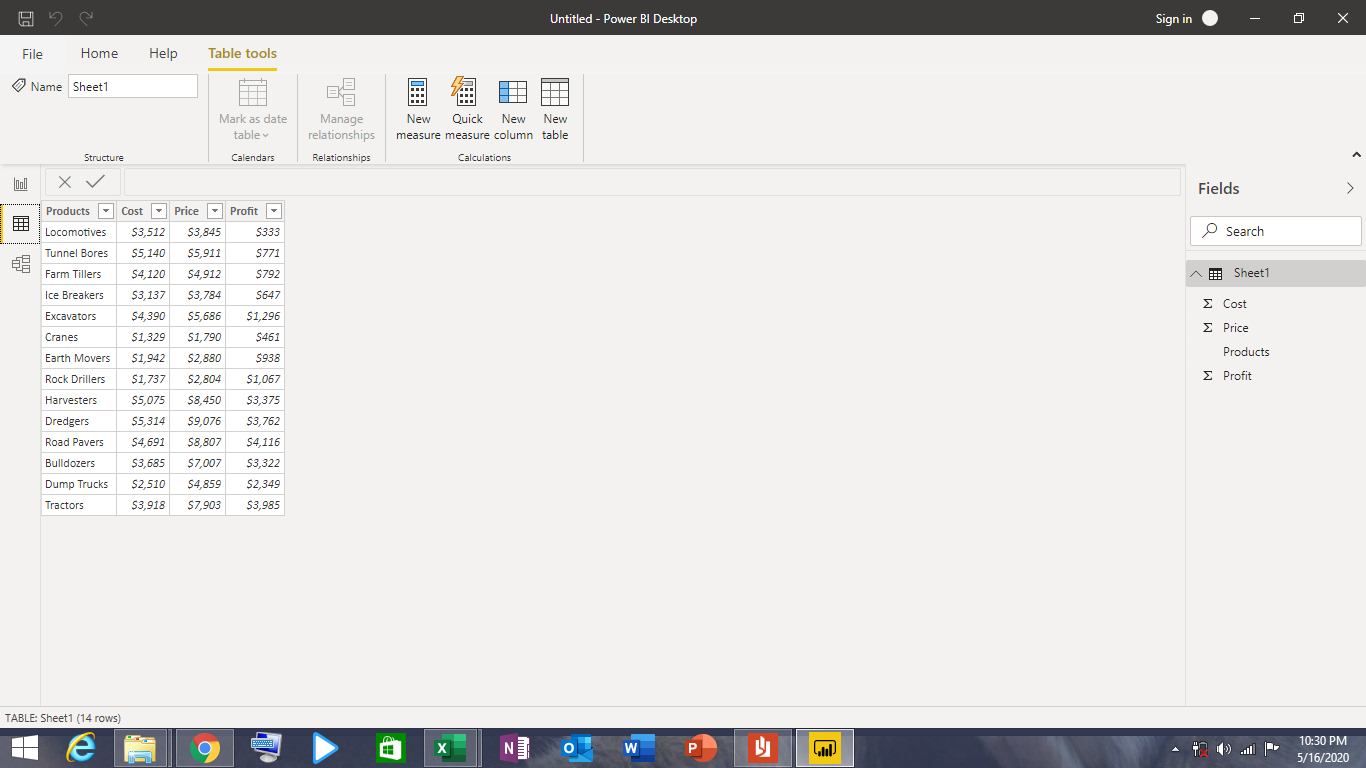 Untitled - Power BI Desktop
Sign in
File Home Help Table tools
Name Sheet1
Mark as date table
Manage relationships
New measure
Quick measure
New column
New table
Structure Calendars Relationships Calculations
Fields
Search
Sheet1
Σ Cost
Σ Price
Products
Σ Profit
Products Cost Price Profit
Locomotives $3,512 $3,845 $333
Tunnel Bores $5,140 $5,911 $771
Farm Tillers $4,120 $4,912 $792
Ice Breakers $3,137 $3,784 $647
Excavators $4,390 $5,686 $1,296
Cranes $1,329 $1,790 $461
Earth Movers $1,942 $2,880 $938
Rock Drillers $1,737 $2,804 $1,067
Harvesters $5,075 $8,450 $3,375
Dredgers $5,314 $9,076 $3,762
Road Pavers $4,691 $8,807 $4,116
Bulldozers $3,685 $7,007 $3,322
Dump Trucks $2,510 $4,859 $2,349
Tractors $3,918 $7,903 $3,985
TABLE: Sheet1 (14 rows)
10:30 PM
5/16/2020